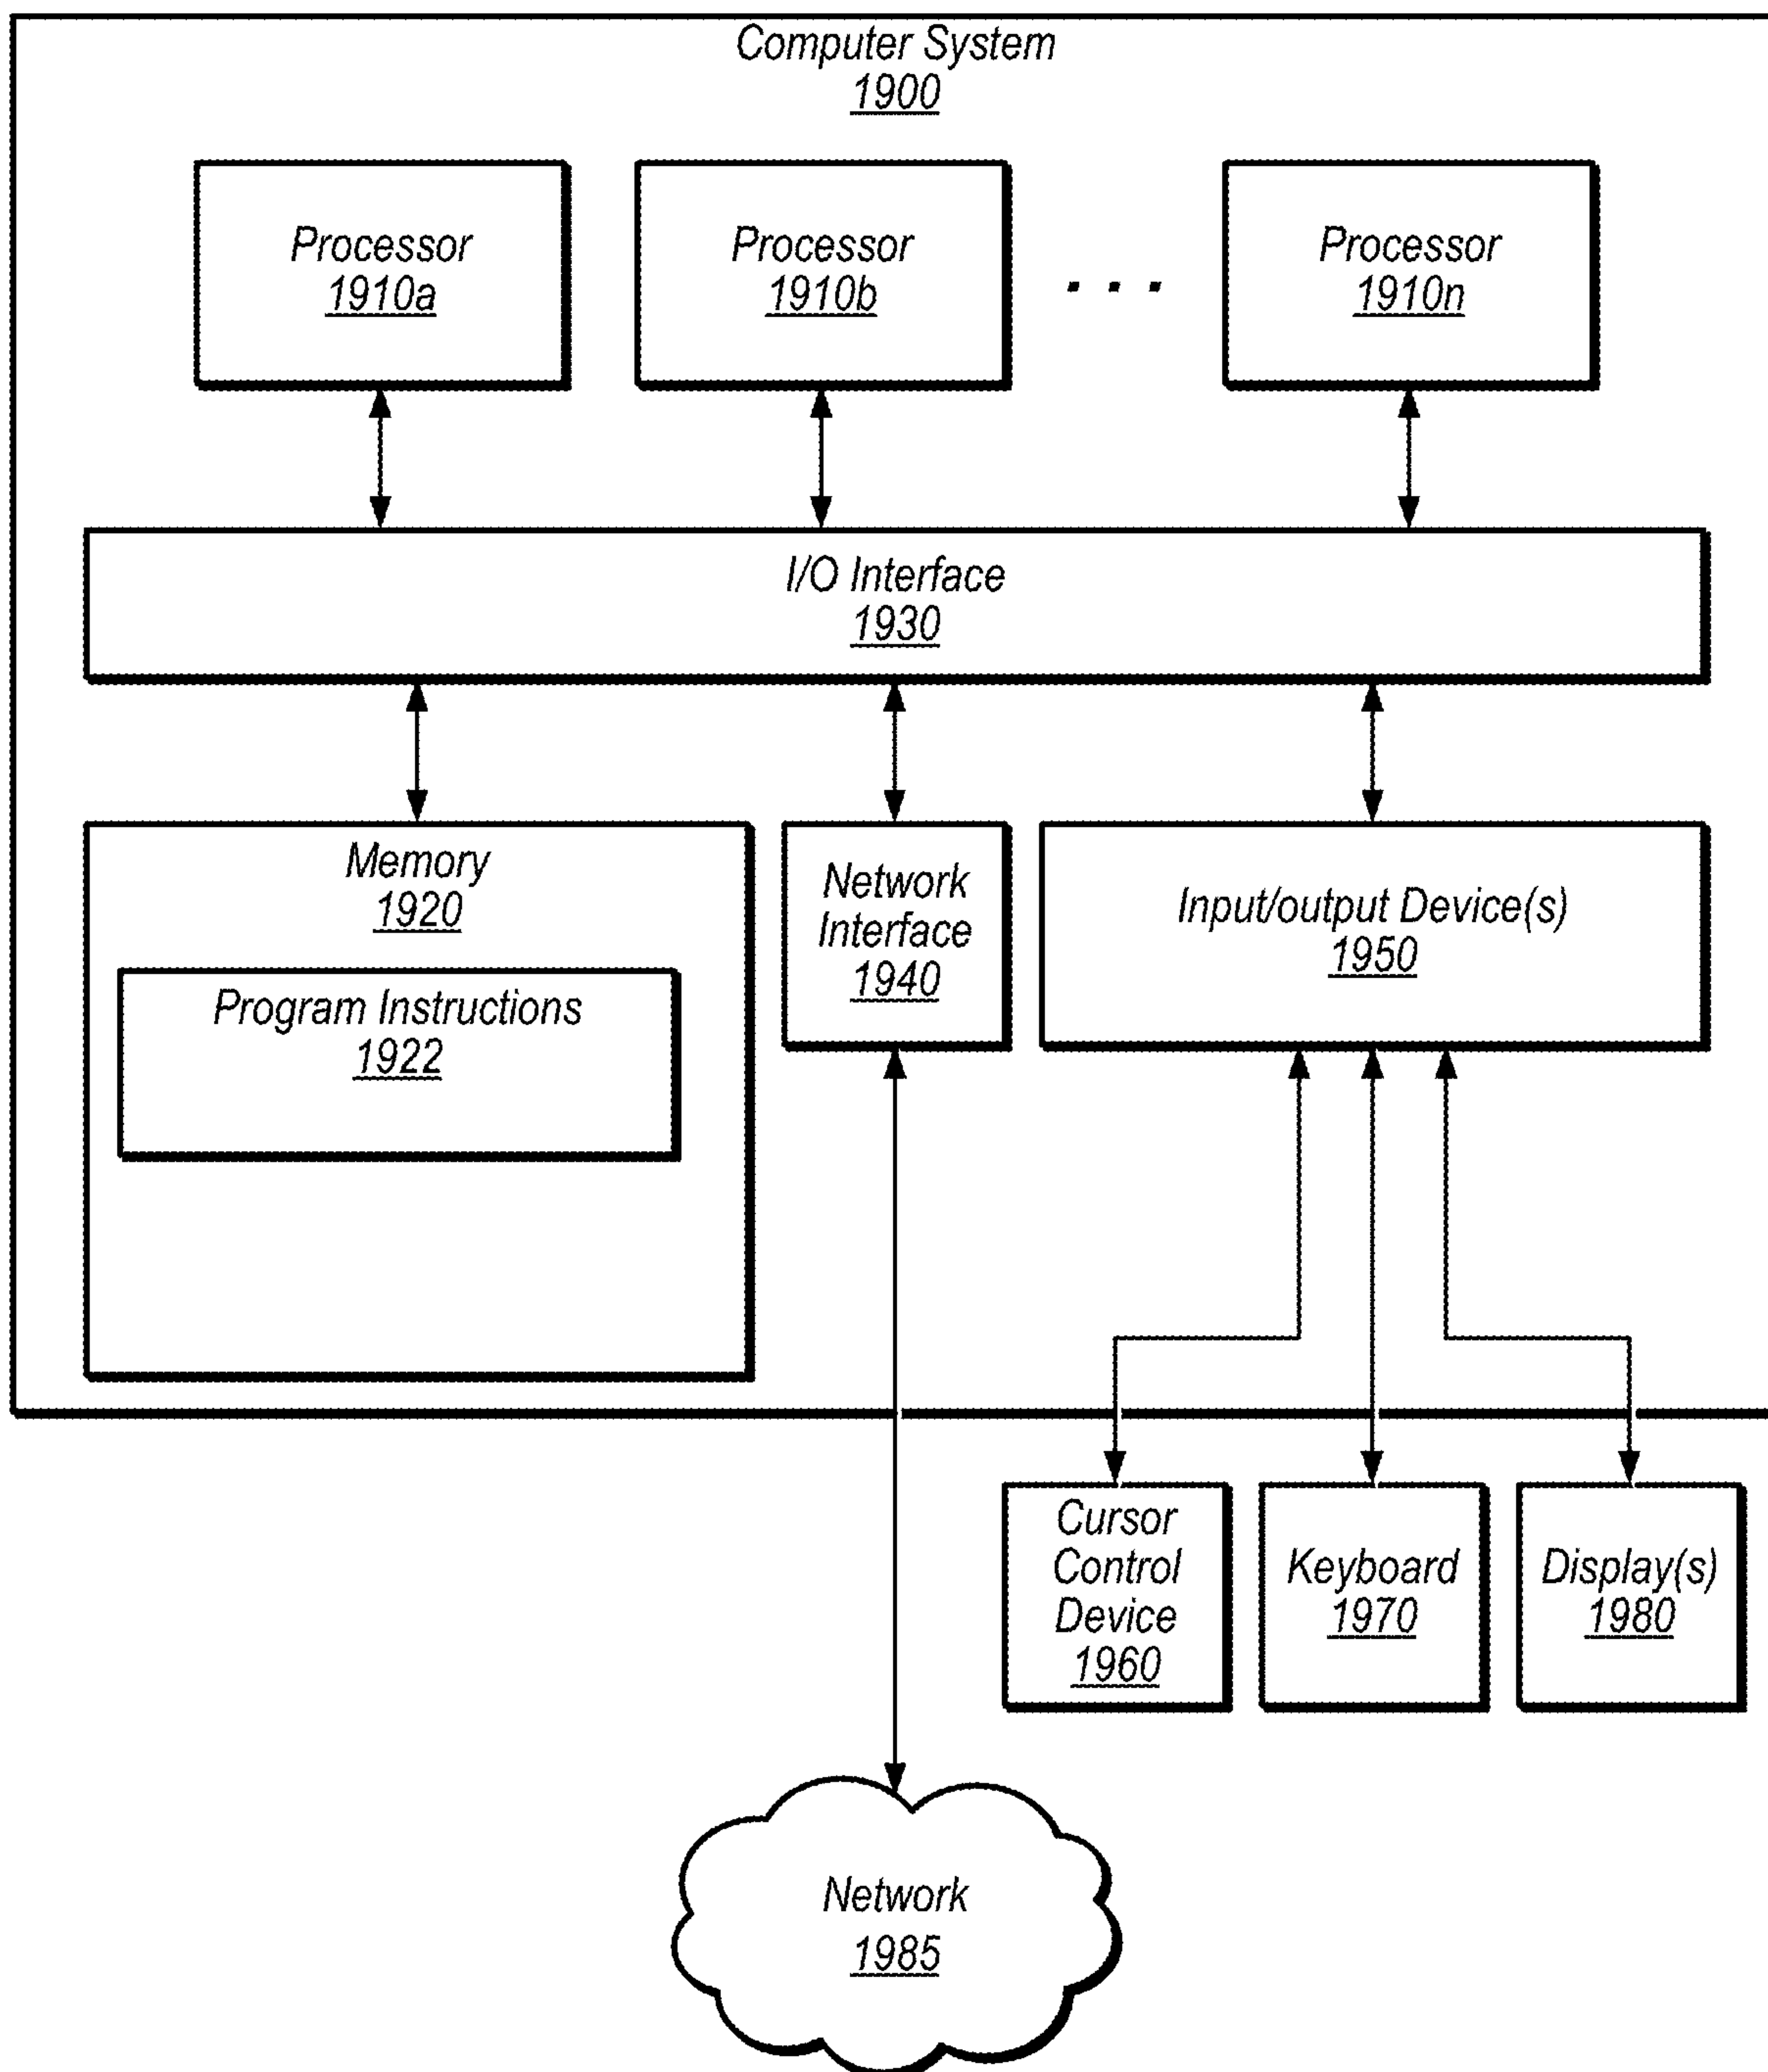 Computer System
1900
Processor
1910a
Processor
1910b
. . .
Processor
1910n
I/O Interface
1930
Memory
1920
Program Instructions
1922
Network
Interface
1940
Input/output Device(s)
1950
Cursor
Control
Device
1960
Keyboard
1970
Display(s)
1980
Network
1985